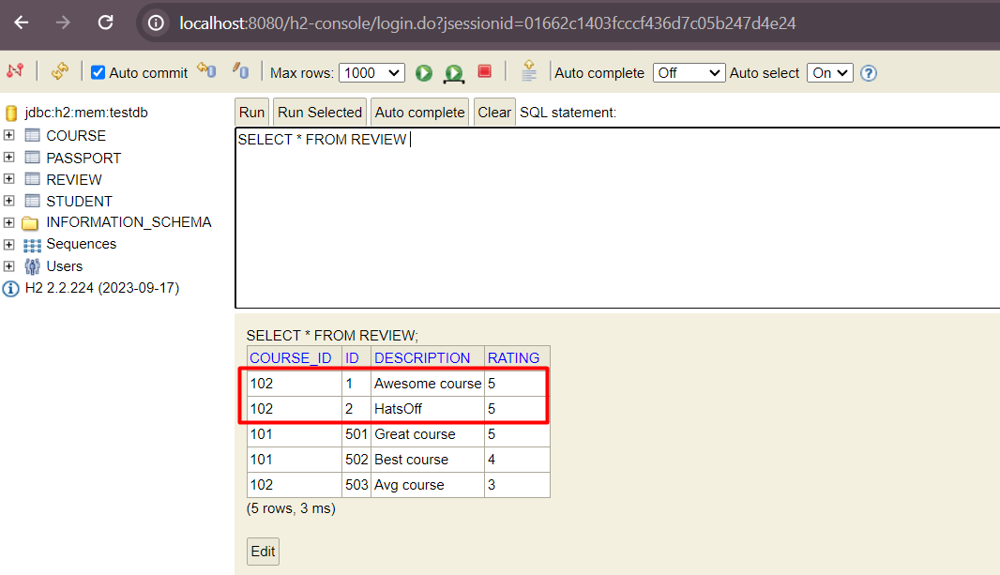 localhost:8080/h2-console/login.do?jsessionid=01662c1403fcccf436d7c05b247d4e24
Auto commit Max rows: 1000 Auto complete Off Auto select On ?
jdbc:h2:mem:testdb
COURSE
PASSPORT
REVIEW
STUDENT
INFORMATION_SCHEMA
Sequences
Users
H2 2.2.224 (2023-09-17)
Run Run Selected Auto complete Clear SQL statement:
SELECT * FROM REVIEW
SELECT * FROM REVIEW;
COURSE_ID ID DESCRIPTION RATING
102 1 Awesome course 5
102 2 HatsOff 5
101 501 Great course 5
101 502 Best course 4
102 503 Avg course 3
(5 rows, 3 ms)
Edit